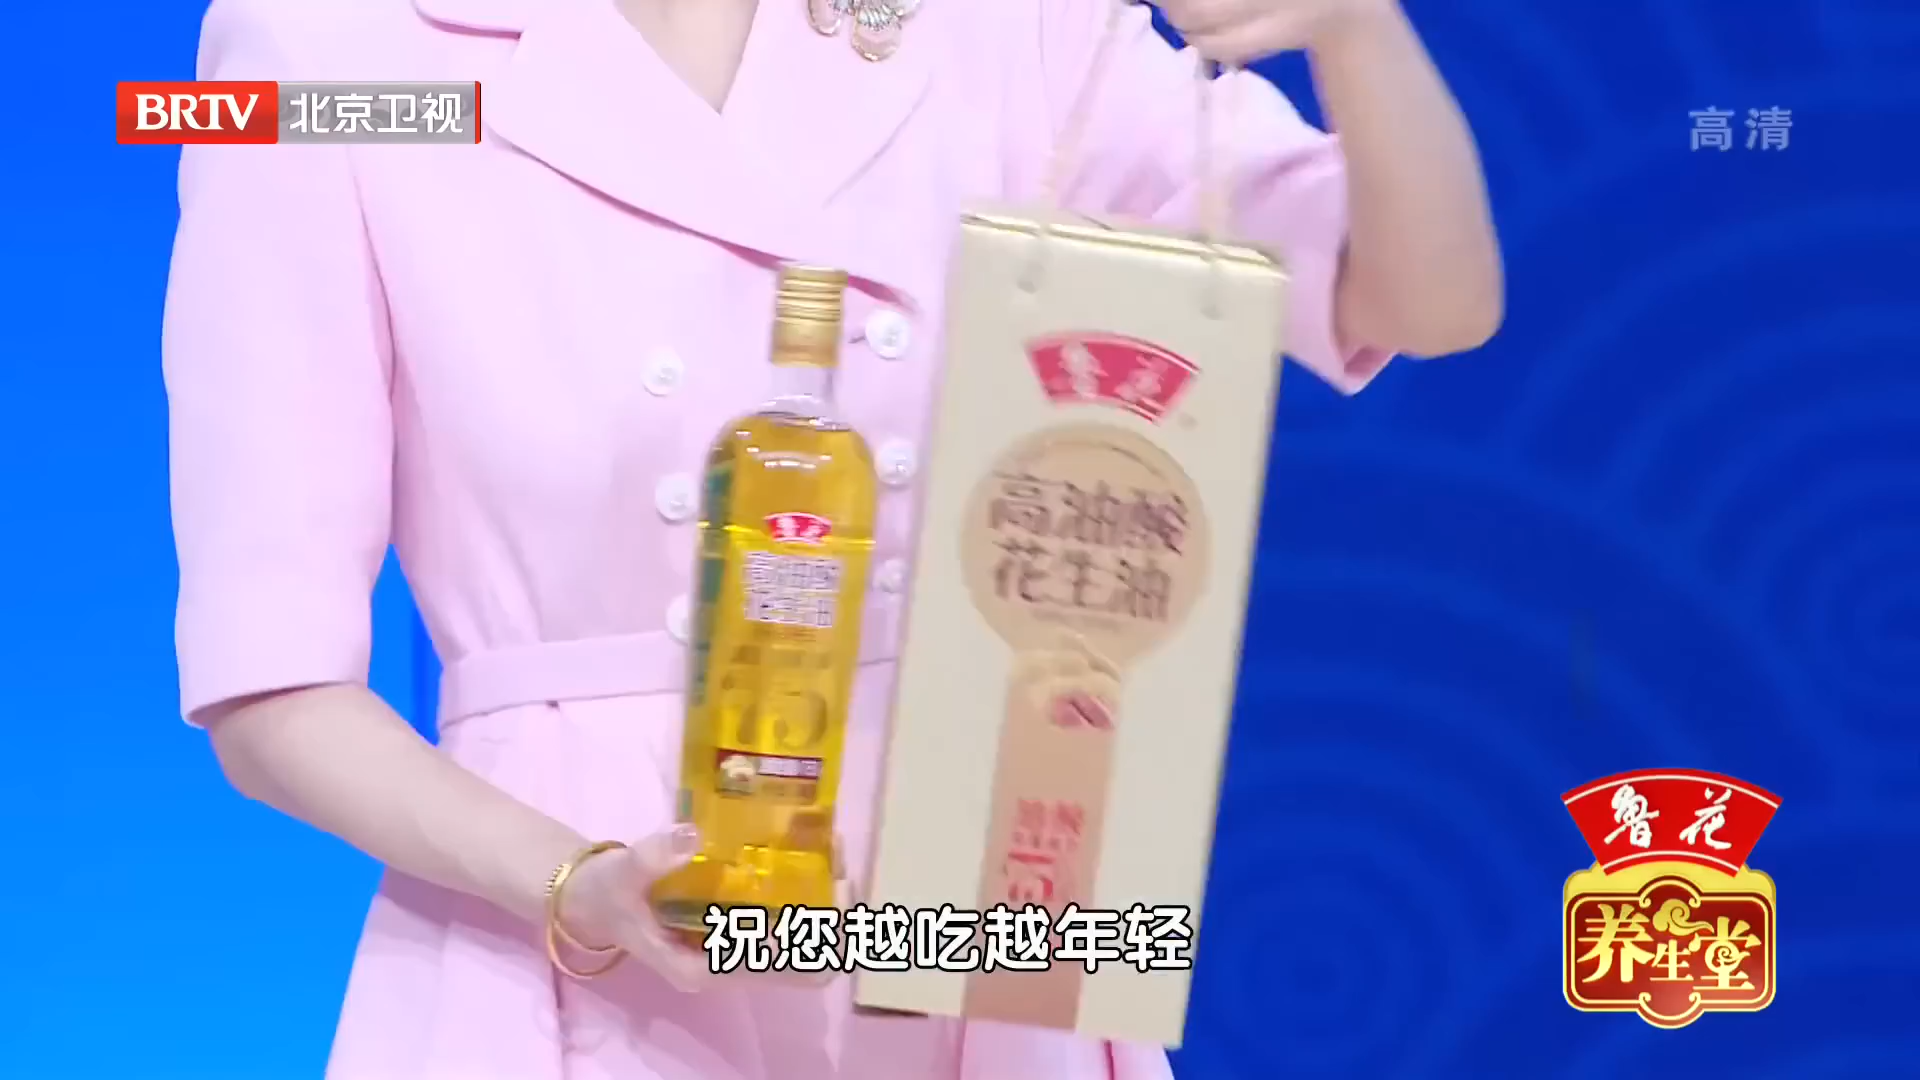 BRTV 北京卫视
高清
鲁花
高油酸
花生油
鲁花
高油酸
花生油
75
鲁花
养生堂
祝您越吃越年轻